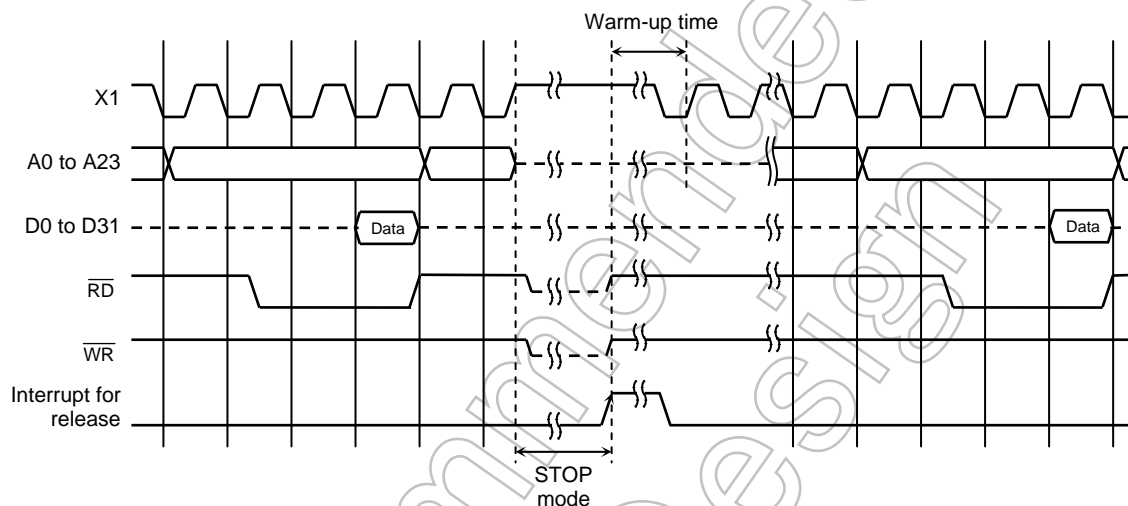 Warm-up time
X1
A0 to A23
D0 to D31
Data
Data
RD
WR
Interrupt for
release
STOP
mode